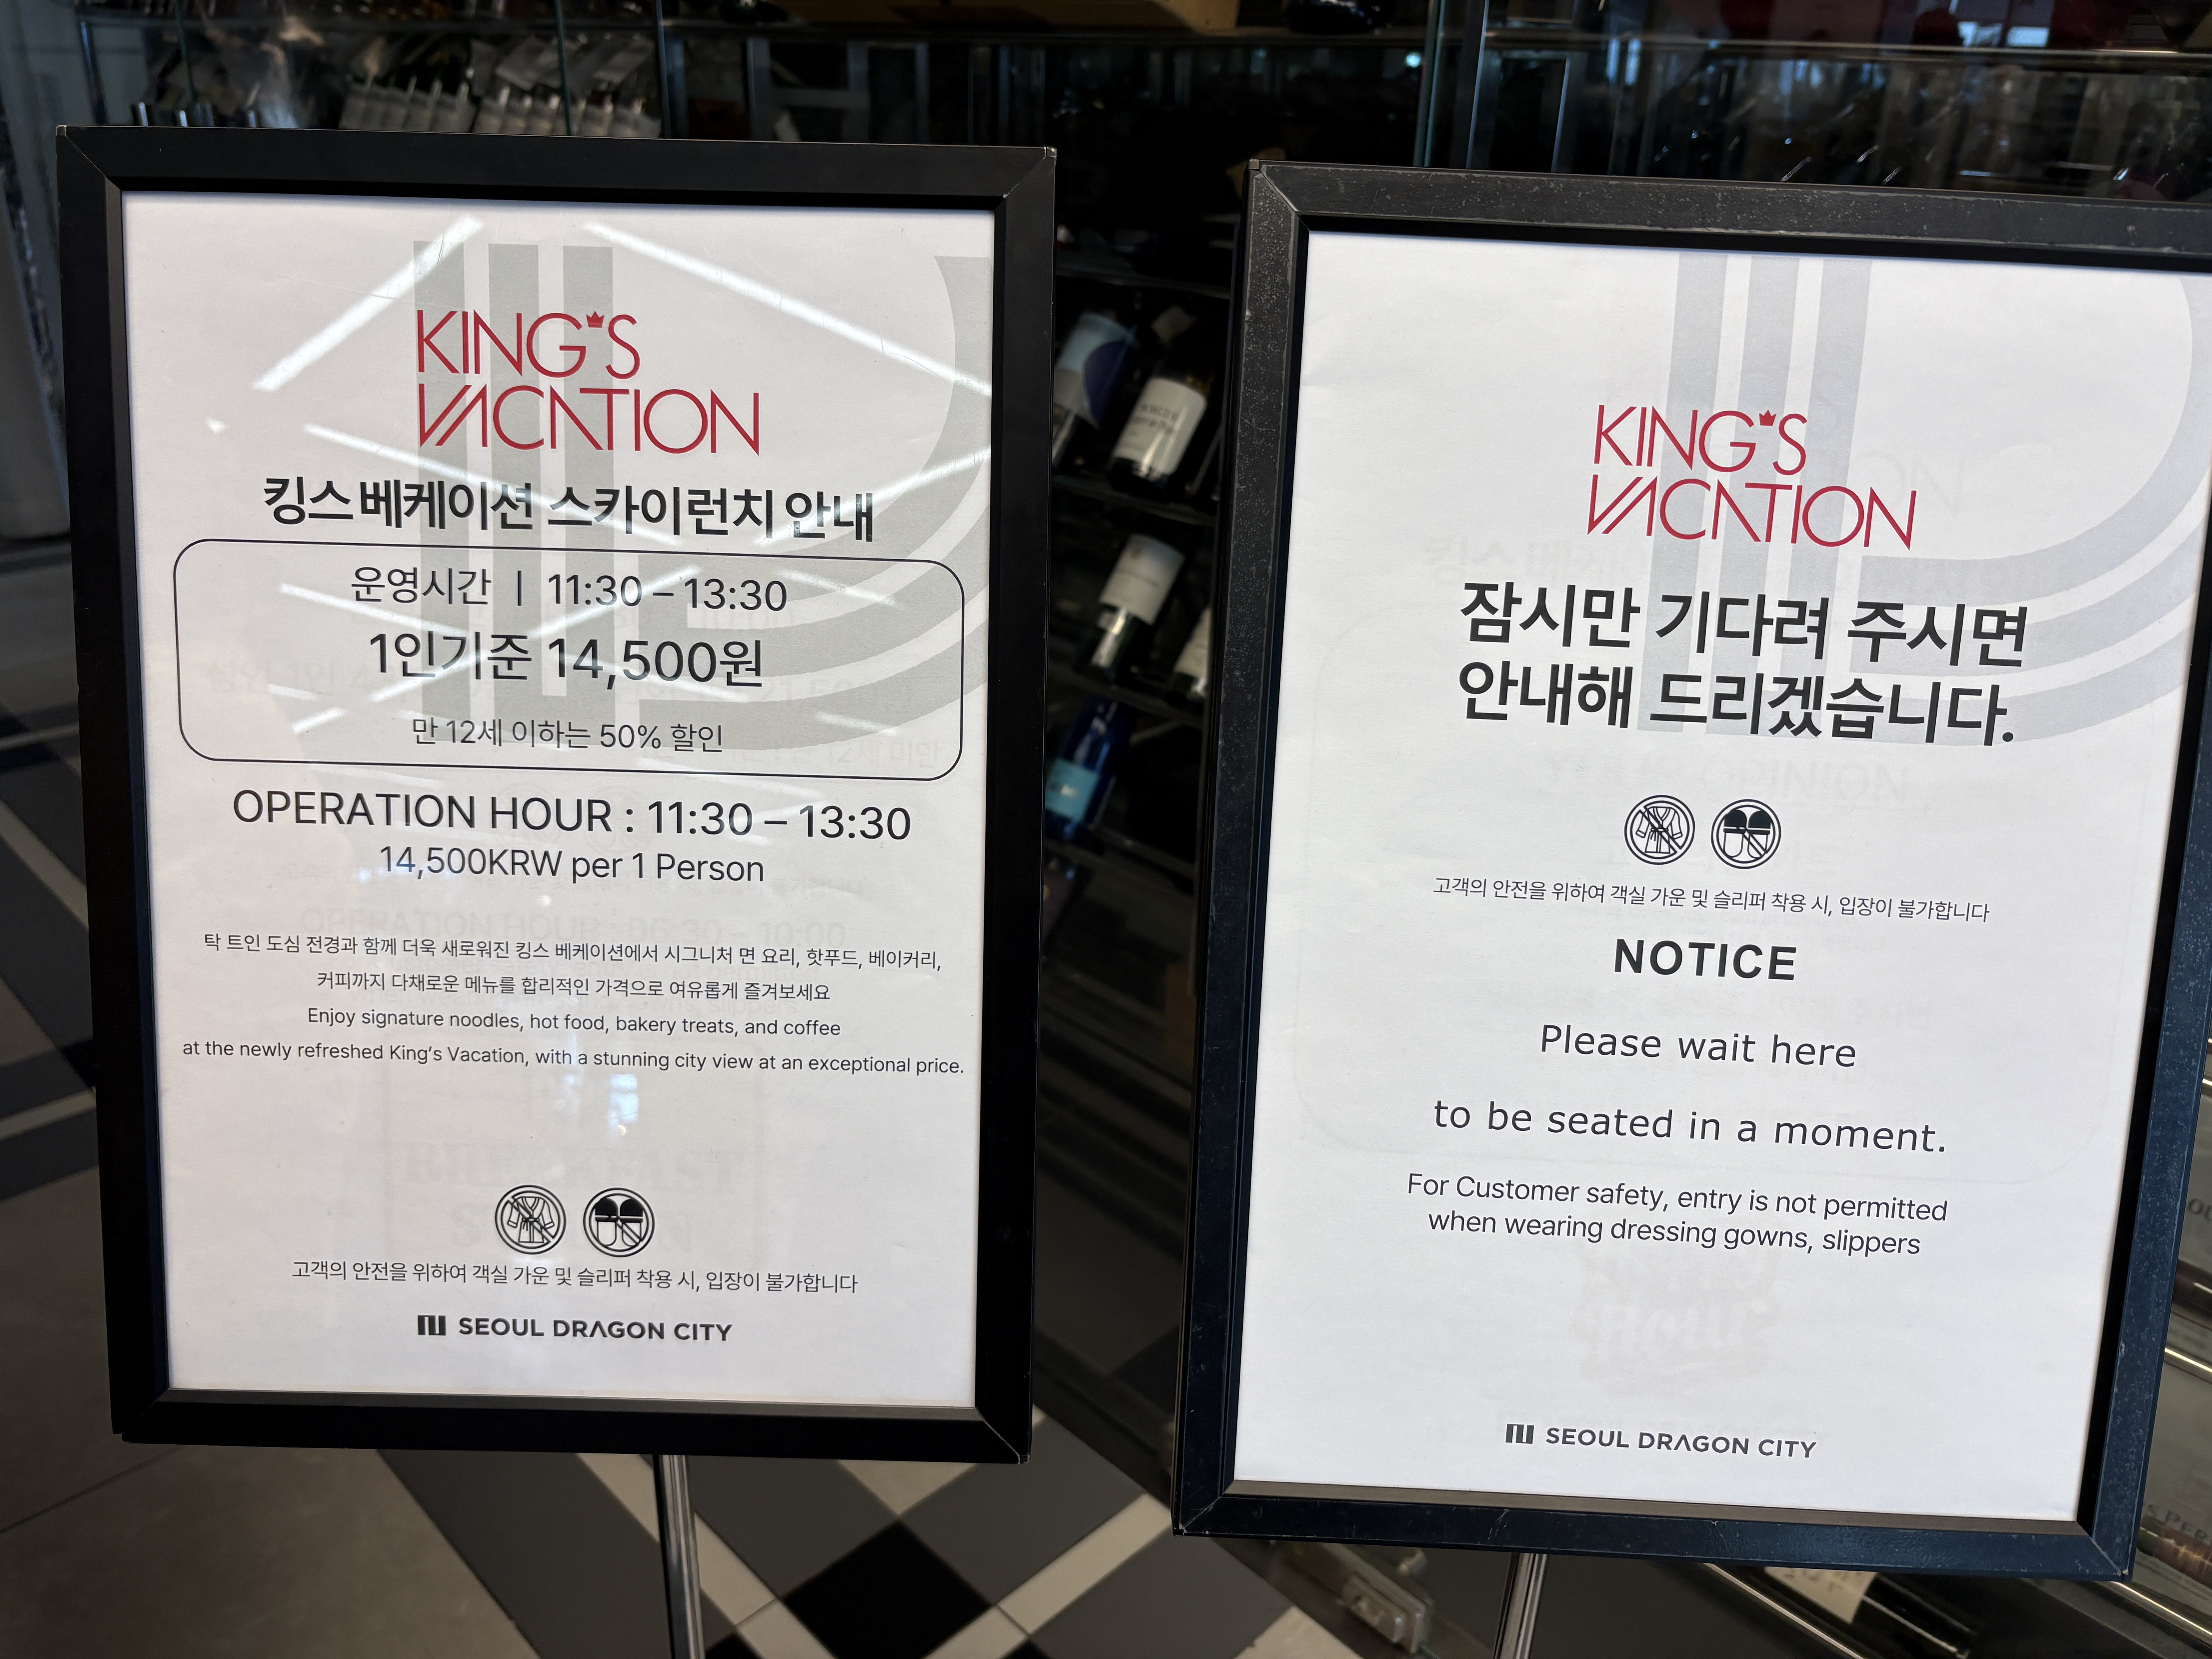 KING'S
VACATION
킹스 베케이션 스카이런치 안내
운영시간 | 11:30 – 13:30
1인기준 14,500원
만 12세 이하는 50% 할인
OPERATION HOUR : 11:30 – 13:30
14,500KRW per 1 Person
탁 트인 도심 전경과 함께 더욱 새로워진 킹스 베케이션에서 시그니처 면 요리, 핫푸드, 베이커리,
커피까지 다채로운 메뉴를 합리적인 가격으로 여유롭게 즐겨보세요
Enjoy signature noodles, hot food, bakery treats, and coffee
at the newly refreshed King's Vacation, with a stunning city view at an exceptional price.
고객의 안전을 위하여 객실 가운 및 슬리퍼 착용 시, 입장이 불가합니다
SEOUL DRAGON CITY
KING'S
VACATION
잠시만 기다려 주시면
안내해 드리겠습니다.
고객의 안전을 위하여 객실 가운 및 슬리퍼 착용 시, 입장이 불가합니다
NOTICE
Please wait here
to be seated in a moment.
For Customer safety, entry is not permitted
when wearing dressing gowns, slippers
SEOUL DRAGON CITY